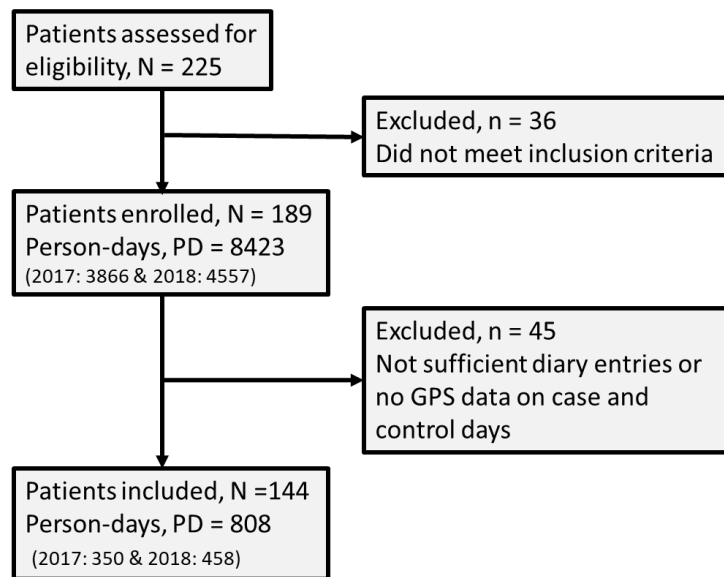 Patients assessed for
eligibility, N = 225
Excluded, n = 36
Did not meet inclusion criteria
Patients enrolled, N = 189
Person-days, PD = 8423
(2017: 3866 & 2018: 4557)
Excluded, n = 45
Not sufficient diary entries or
no GPS data on case and
control days
Patients included, N =144
Person-days, PD = 808
(2017: 350 & 2018: 458)